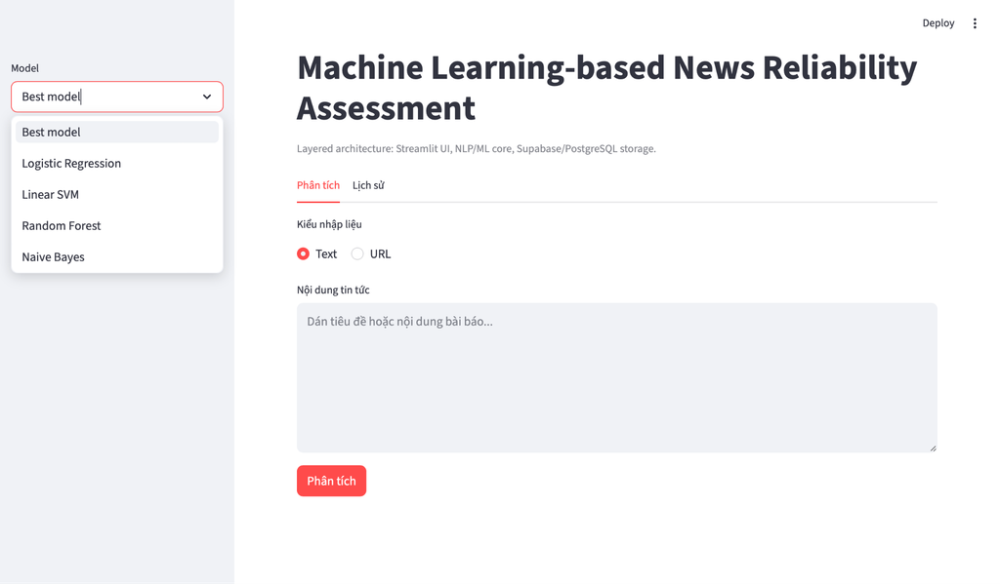 Deploy
Model
Best model
Best model
Logistic Regression
Linear SVM
Random Forest
Naive Bayes
Machine Learning-based News Reliability
Assessment
Layered architecture: Streamlit UI, NLP/ML core, Supabase/PostgreSQL storage.
Phân tích Lịch sử
Kiểu nhập liệu
Text URL
Nội dung tin tức
Dán tiêu đề hoặc nội dung bài báo...
Phân tích